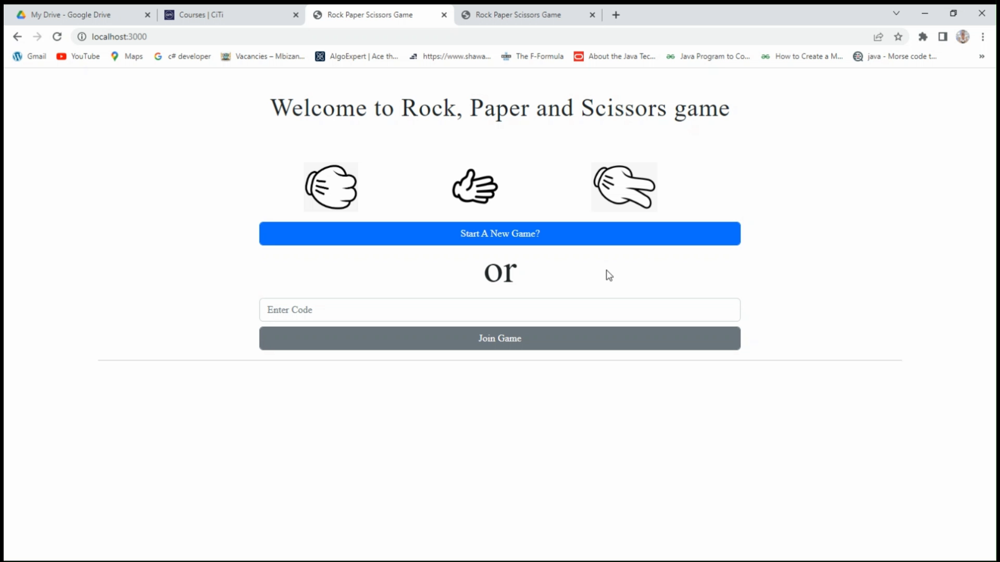 My Drive - Google Drive
Courses | CiTi
Rock Paper Scissors Game
Rock Paper Scissors Game
localhost:3000
Gmail
YouTube
Maps
c# developer
Vacancies – Mbizan...
AlgoExpert | Ace th...
https://www.shawa...
The F-Formula
About the Java Tec...
Java Program to Co...
How to Create a M...
java - Morse code t...
Welcome to Rock, Paper and Scissors game
Start A New Game?
or
Enter Code
Join Game